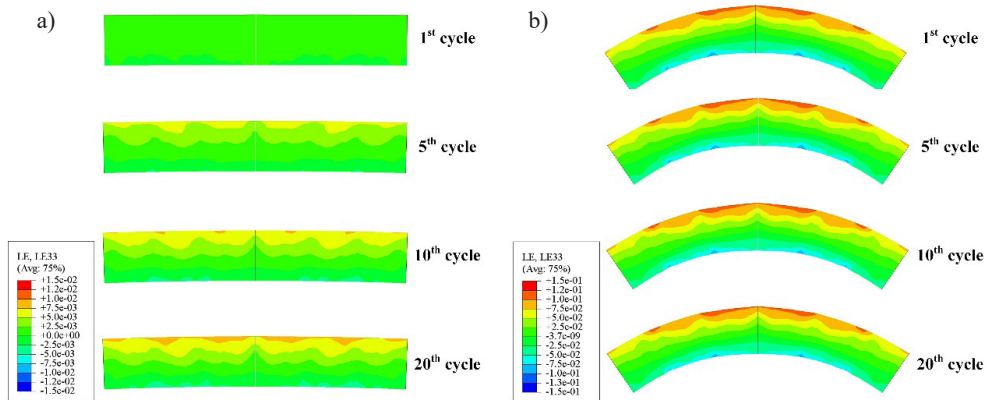 a)
1st cycle
5th cycle
10th cycle
20th cycle
LE, LE33
(Avg: 75%)
+1.5e-02
+1.2e-02
+1.0e-02
+7.5e-03
+5.0e-03
+2.5e-03
+0.0e+00
-2.5e-03
-5.0e-03
-7.5e-03
-1.0e-02
-1.2e-02
-1.5e-02
b)
1st cycle
5th cycle
10th cycle
20th cycle
LE, LE33
(Avg: 75%)
+1.5e-01
+1.2e-01
+1.0e-01
+7.5e-02
+5.0e-02
+2.5e-02
-3.7e-09
-2.5e-02
-5.0e-02
-7.5e-02
-1.0e-01
-1.3e-01
-1.5e-01